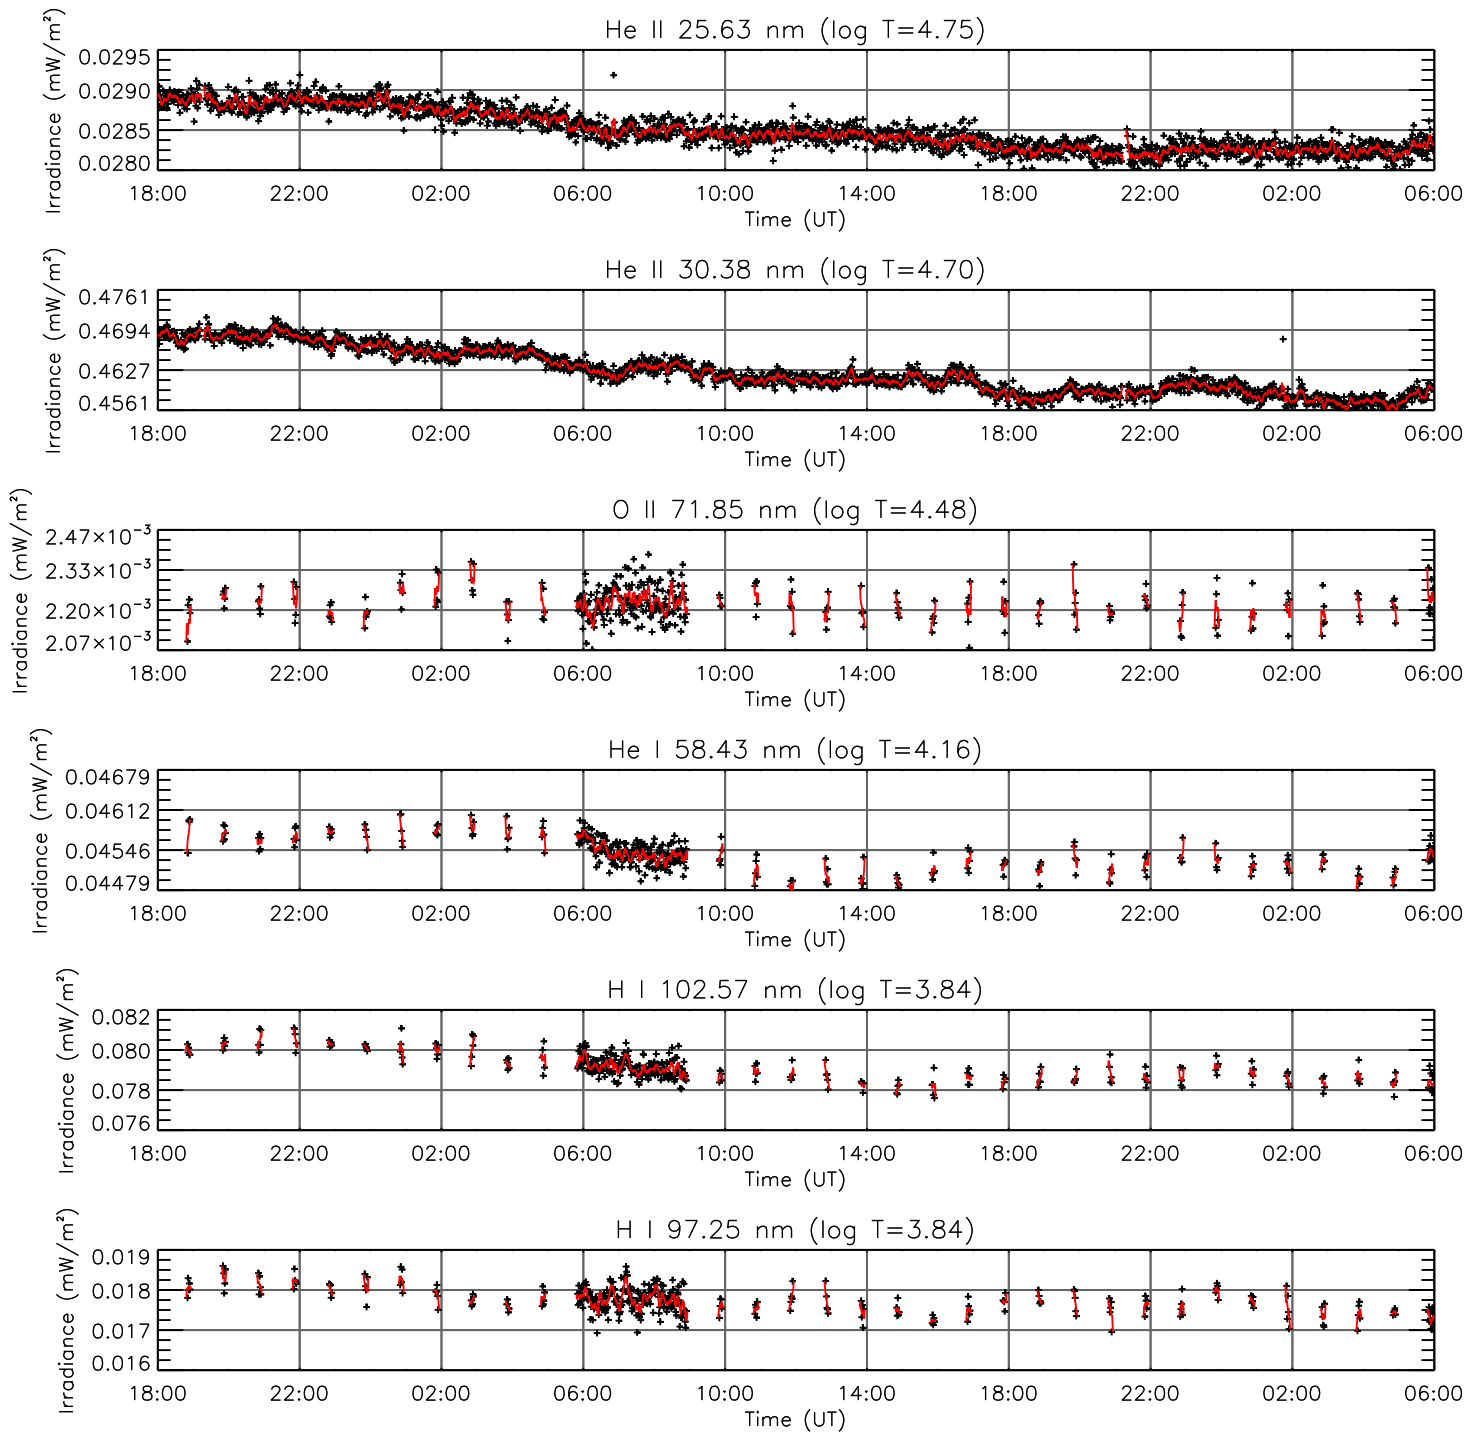 He II 25.63 nm (log T=4.75)
Irradiance (mW/m²)
0.0295
0.0290
0.0285
0.0280
18:00 22:00 02:00 06:00 10:00 14:00 18:00 22:00 02:00 06:00
Time (UT)
He II 30.38 nm (log T=4.70)
Irradiance (mW/m²)
0.4761
0.4694
0.4627
0.4561
18:00 22:00 02:00 06:00 10:00 14:00 18:00 22:00 02:00 06:00
Time (UT)
O II 71.85 nm (log T=4.48)
Irradiance (mW/m²)
2.47×10⁻³
2.33×10⁻³
2.20×10⁻³
2.07×10⁻³
18:00 22:00 02:00 06:00 10:00 14:00 18:00 22:00 02:00 06:00
Time (UT)
He I 58.43 nm (log T=4.16)
Irradiance (mW/m²)
0.04679
0.04612
0.04546
0.04479
18:00 22:00 02:00 06:00 10:00 14:00 18:00 22:00 02:00 06:00
Time (UT)
H I 102.57 nm (log T=3.84)
Irradiance (mW/m²)
0.082
0.080
0.078
0.076
18:00 22:00 02:00 06:00 10:00 14:00 18:00 22:00 02:00 06:00
Time (UT)
H I 97.25 nm (log T=3.84)
Irradiance (mW/m²)
0.019
0.018
0.017
0.016
18:00 22:00 02:00 06:00 10:00 14:00 18:00 22:00 02:00 06:00
Time (UT)